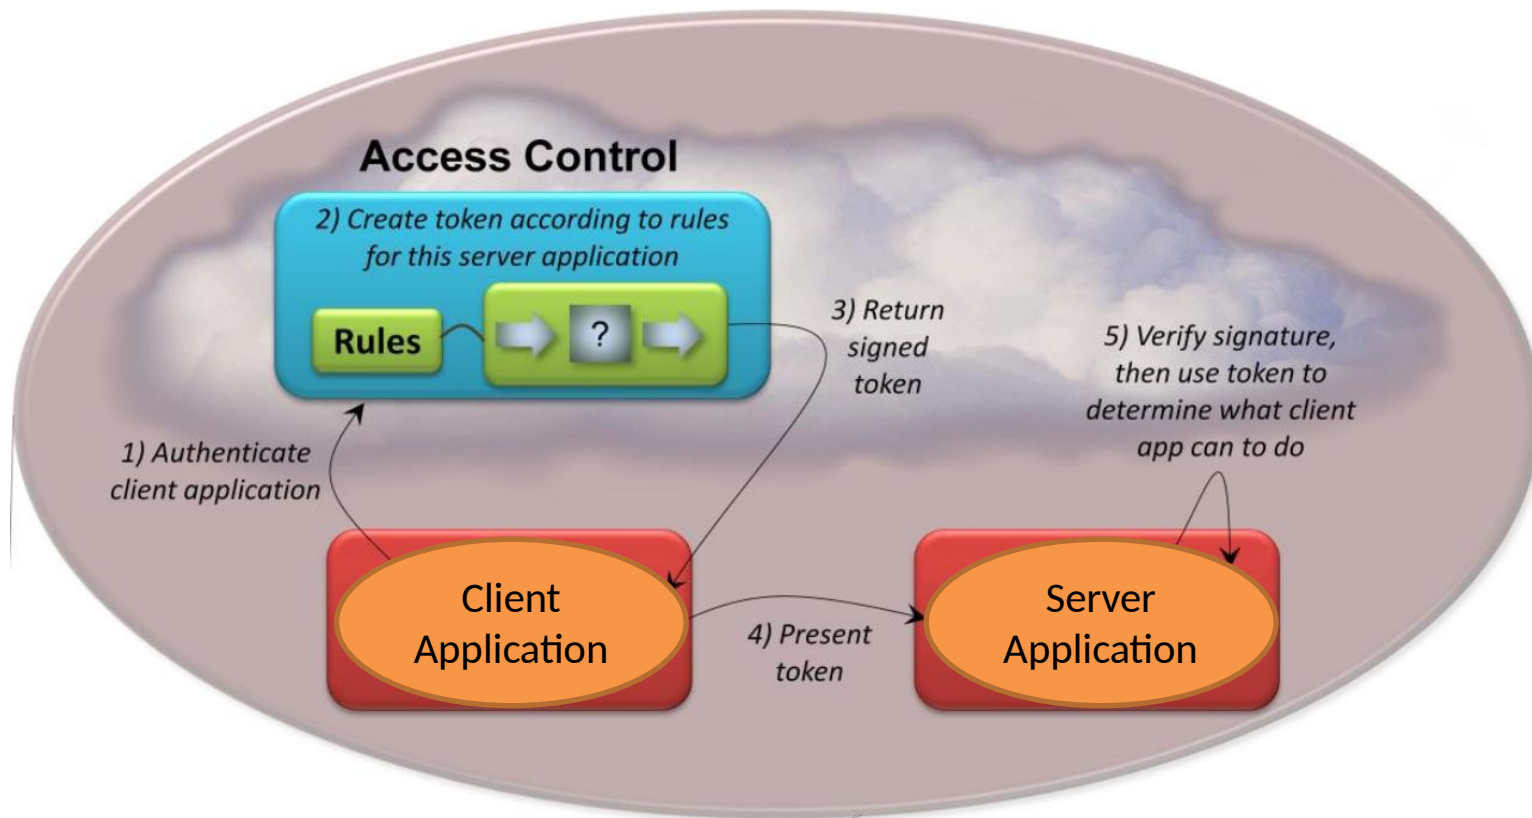 Access Control
2) Create token according to rules
for this server application
Rules
?
3) Return
signed
token
5) Verify signature,
then use token to
determine what client
app can to do
1) Authenticate
client application
Client
Application
4) Present
token
Server
Application